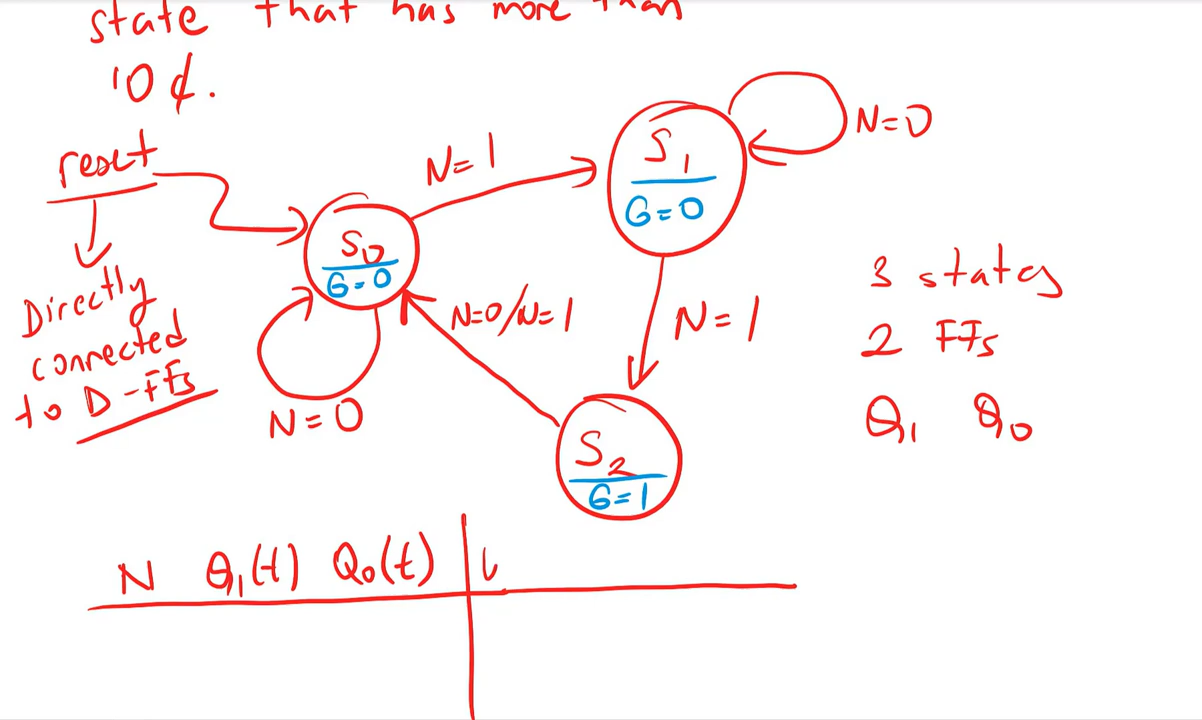 state that has more than
10 ¢.
reset
Directly
connected
to D-FFs
N=1
S0
G=0
N=0
S1
G=0
N=0
N=0/N=1
N=1
S2
G=1
3 states
2 FFs
Q1 Q0
N Q1(t) Q0(t)